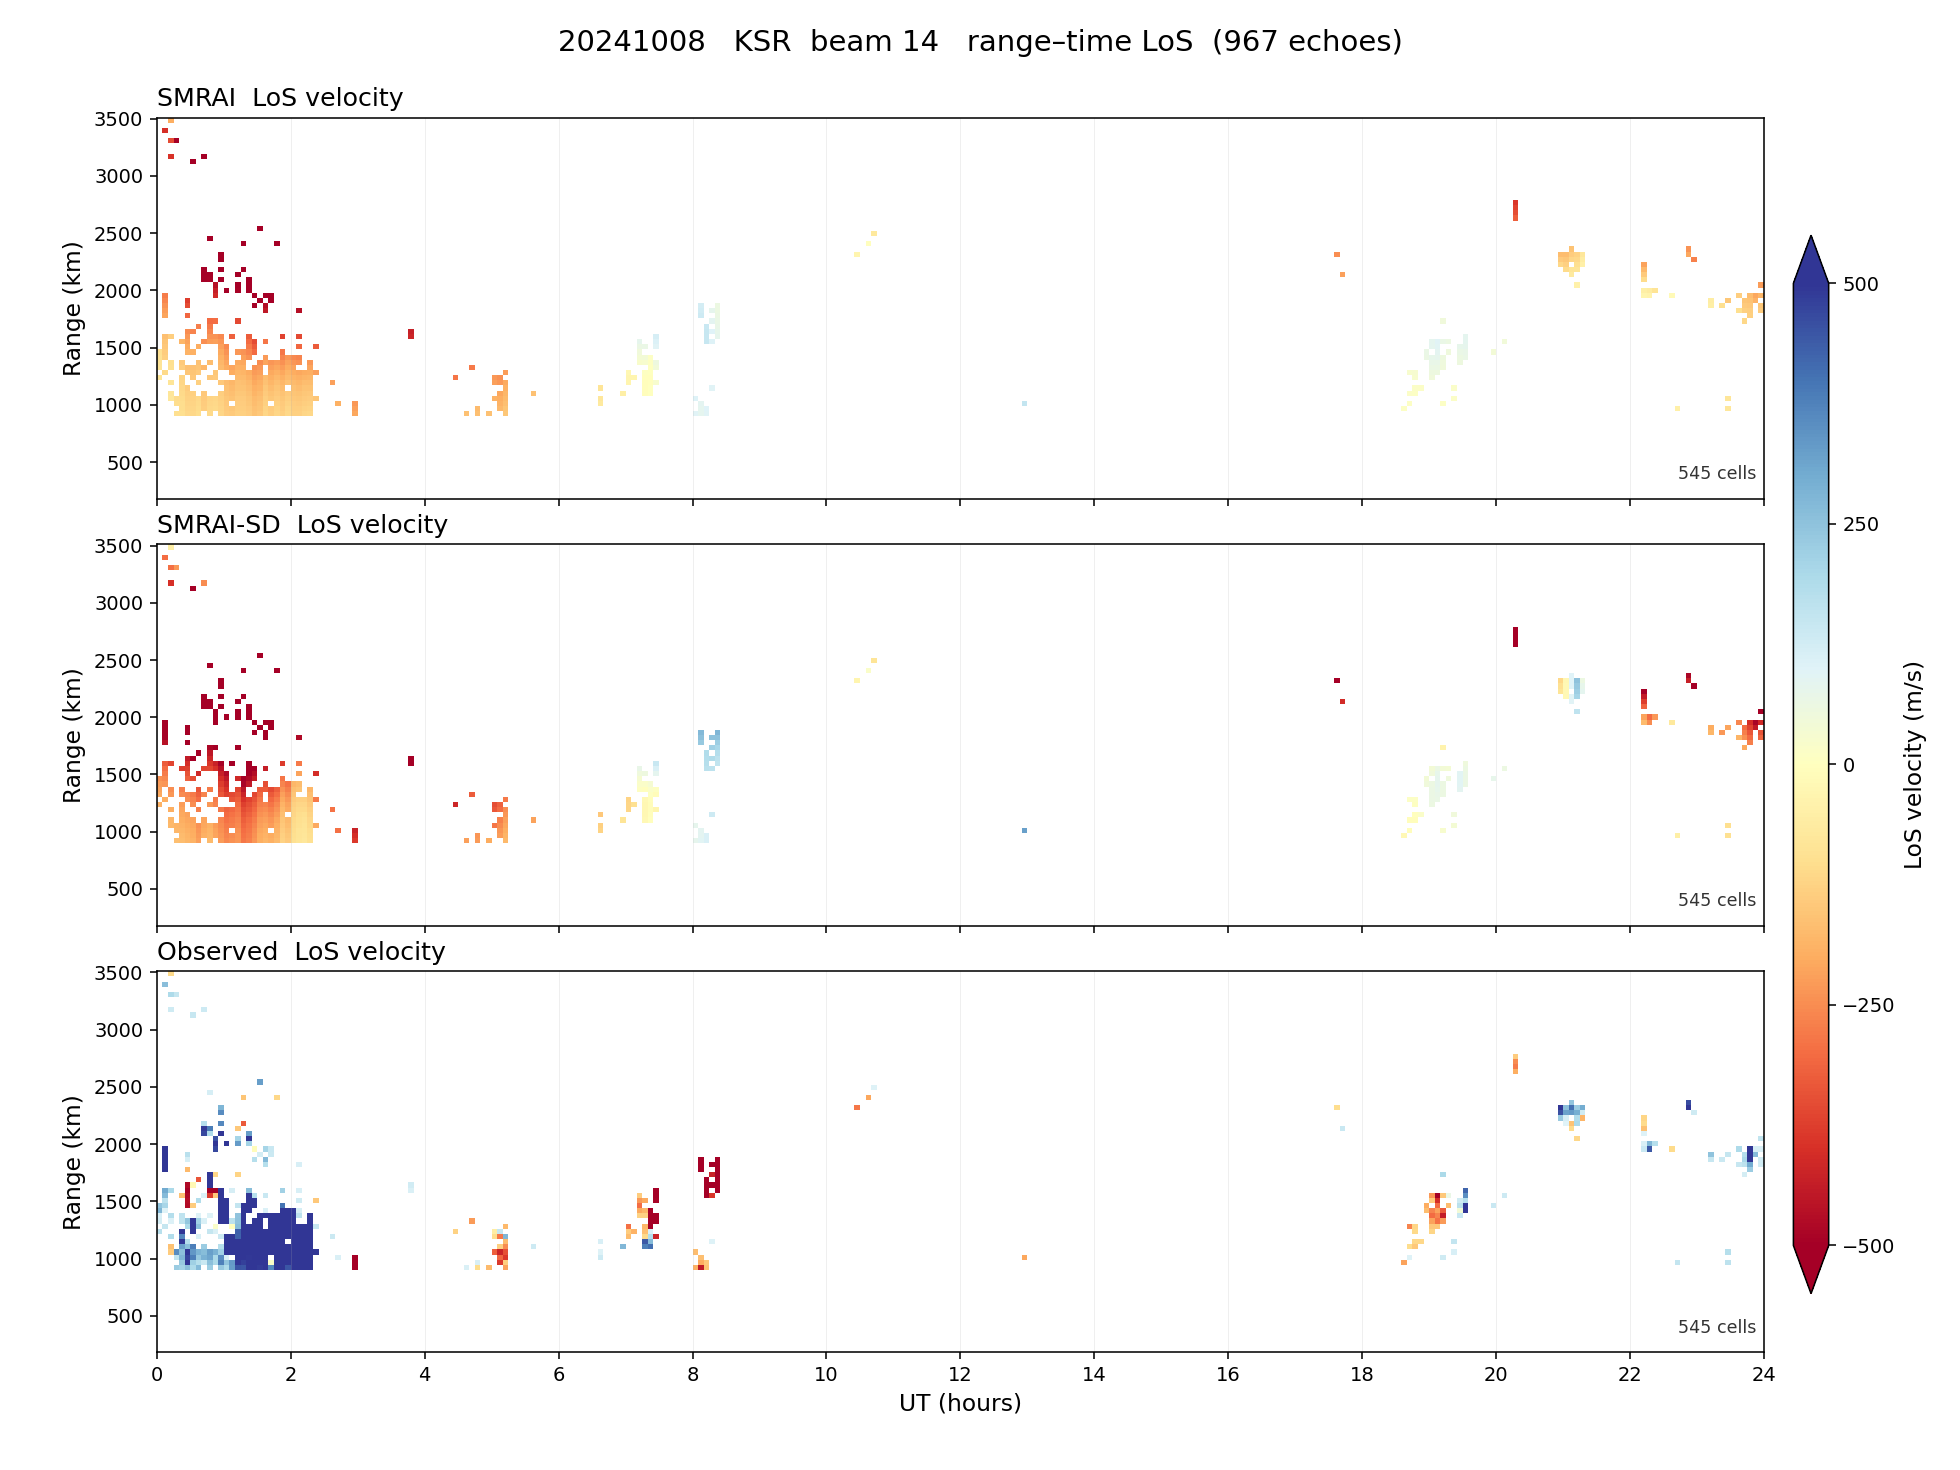 20241008   KSR  beam 14   range–time LoS  (967 echoes)
SMRAI  LoS velocity
3500
3000
2500
2000
1500
1000
500
Range (km)
545 cells
SMRAI-SD  LoS velocity
3500
3000
2500
2000
1500
1000
500
Range (km)
545 cells
Observed  LoS velocity
3500
3000
2500
2000
1500
1000
500
Range (km)
545 cells
0 2 4 6 8 10 12 14 16 18 20 22 24
UT (hours)
500
250
0
−250
−500
LoS velocity (m/s)